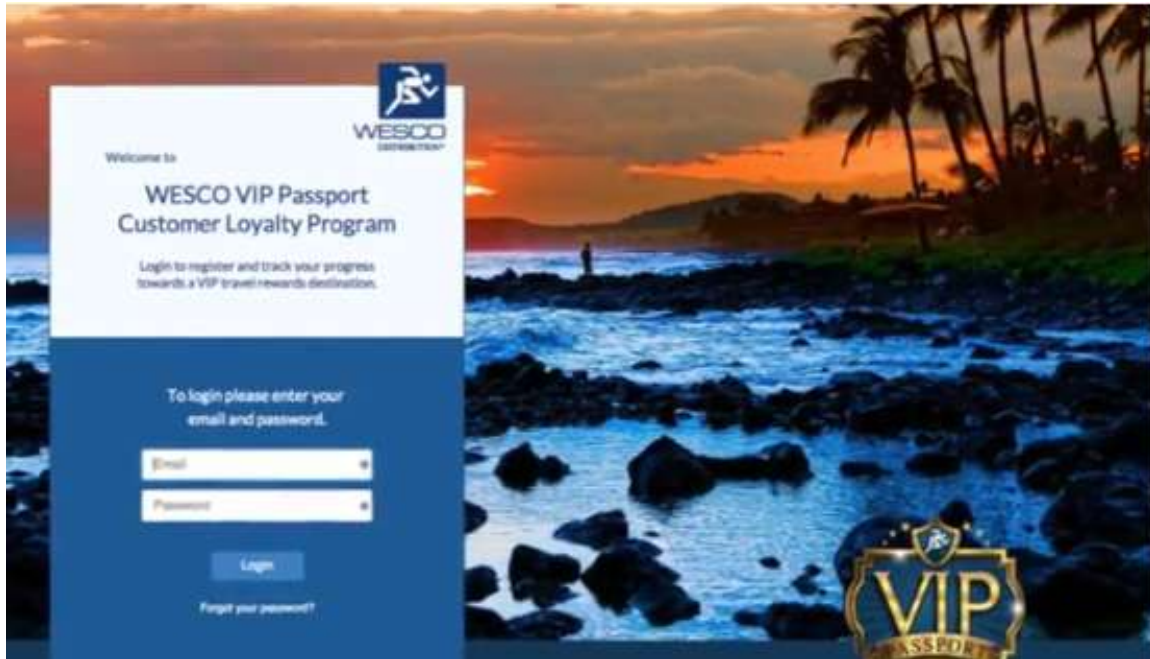 WESCO
DISTRIBUTION
Welcome to
WESCO VIP Passport
Customer Loyalty Program
Login to register and track your progress
towards a VIP travel rewards destination.
To login please enter your
email and password.
Email
Password
Login
Forgot your password?
VIP
PASSPORT